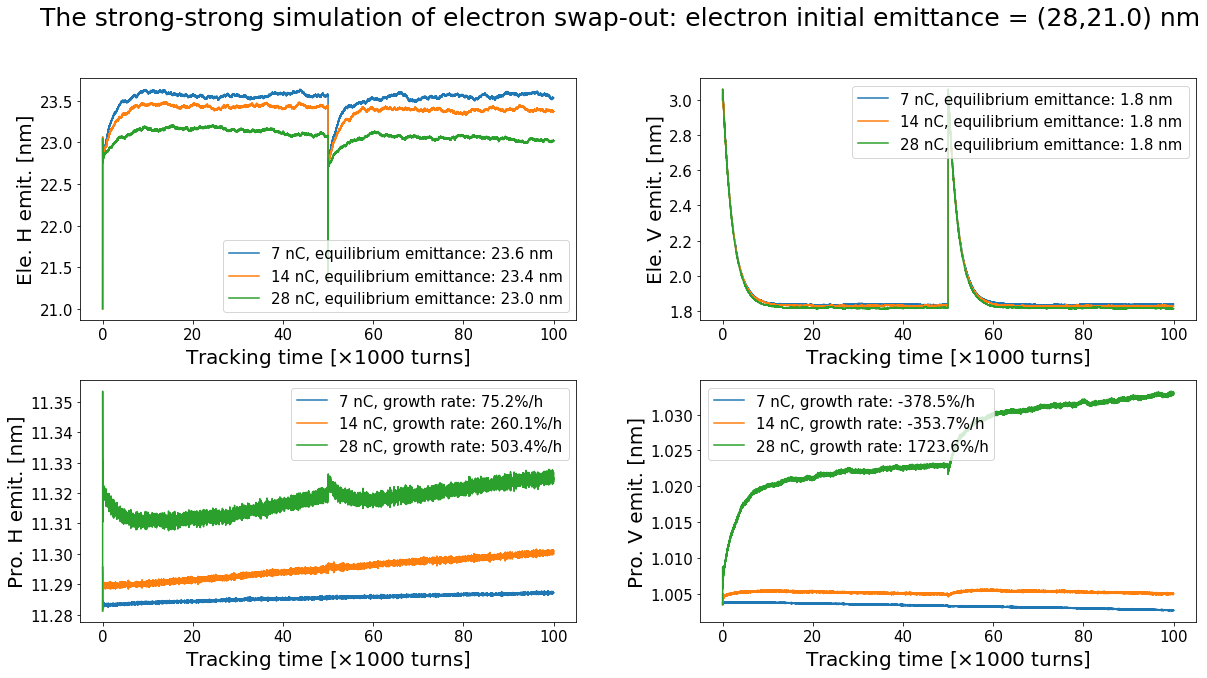 The strong-strong simulation of electron swap-out: electron initial emittance = (28,21.0) nm
Ele. H emit. [nm]
23.5
23.0
22.5
22.0
21.5
21.0
7 nC, equilibrium emittance: 23.6 nm
14 nC, equilibrium emittance: 23.4 nm
28 nC, equilibrium emittance: 23.0 nm
0 20 40 60 80 100
Tracking time [×1000 turns]
Ele. V emit. [nm]
3.0
2.8
2.6
2.4
2.2
2.0
1.8
7 nC, equilibrium emittance: 1.8 nm
14 nC, equilibrium emittance: 1.8 nm
28 nC, equilibrium emittance: 1.8 nm
0 20 40 60 80 100
Tracking time [×1000 turns]
Pro. H emit. [nm]
11.35
11.34
11.33
11.32
11.31
11.30
11.29
11.28
7 nC, growth rate: 75.2%/h
14 nC, growth rate: 260.1%/h
28 nC, growth rate: 503.4%/h
0 20 40 60 80 100
Tracking time [×1000 turns]
Pro. V emit. [nm]
1.030
1.025
1.020
1.015
1.010
1.005
7 nC, growth rate: -378.5%/h
14 nC, growth rate: -353.7%/h
28 nC, growth rate: 1723.6%/h
0 20 40 60 80 100
Tracking time [×1000 turns]